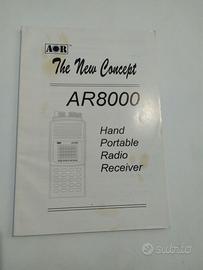 AOR
The New Concept
AR8000
Hand
Portable
Radio
Receiver
subito